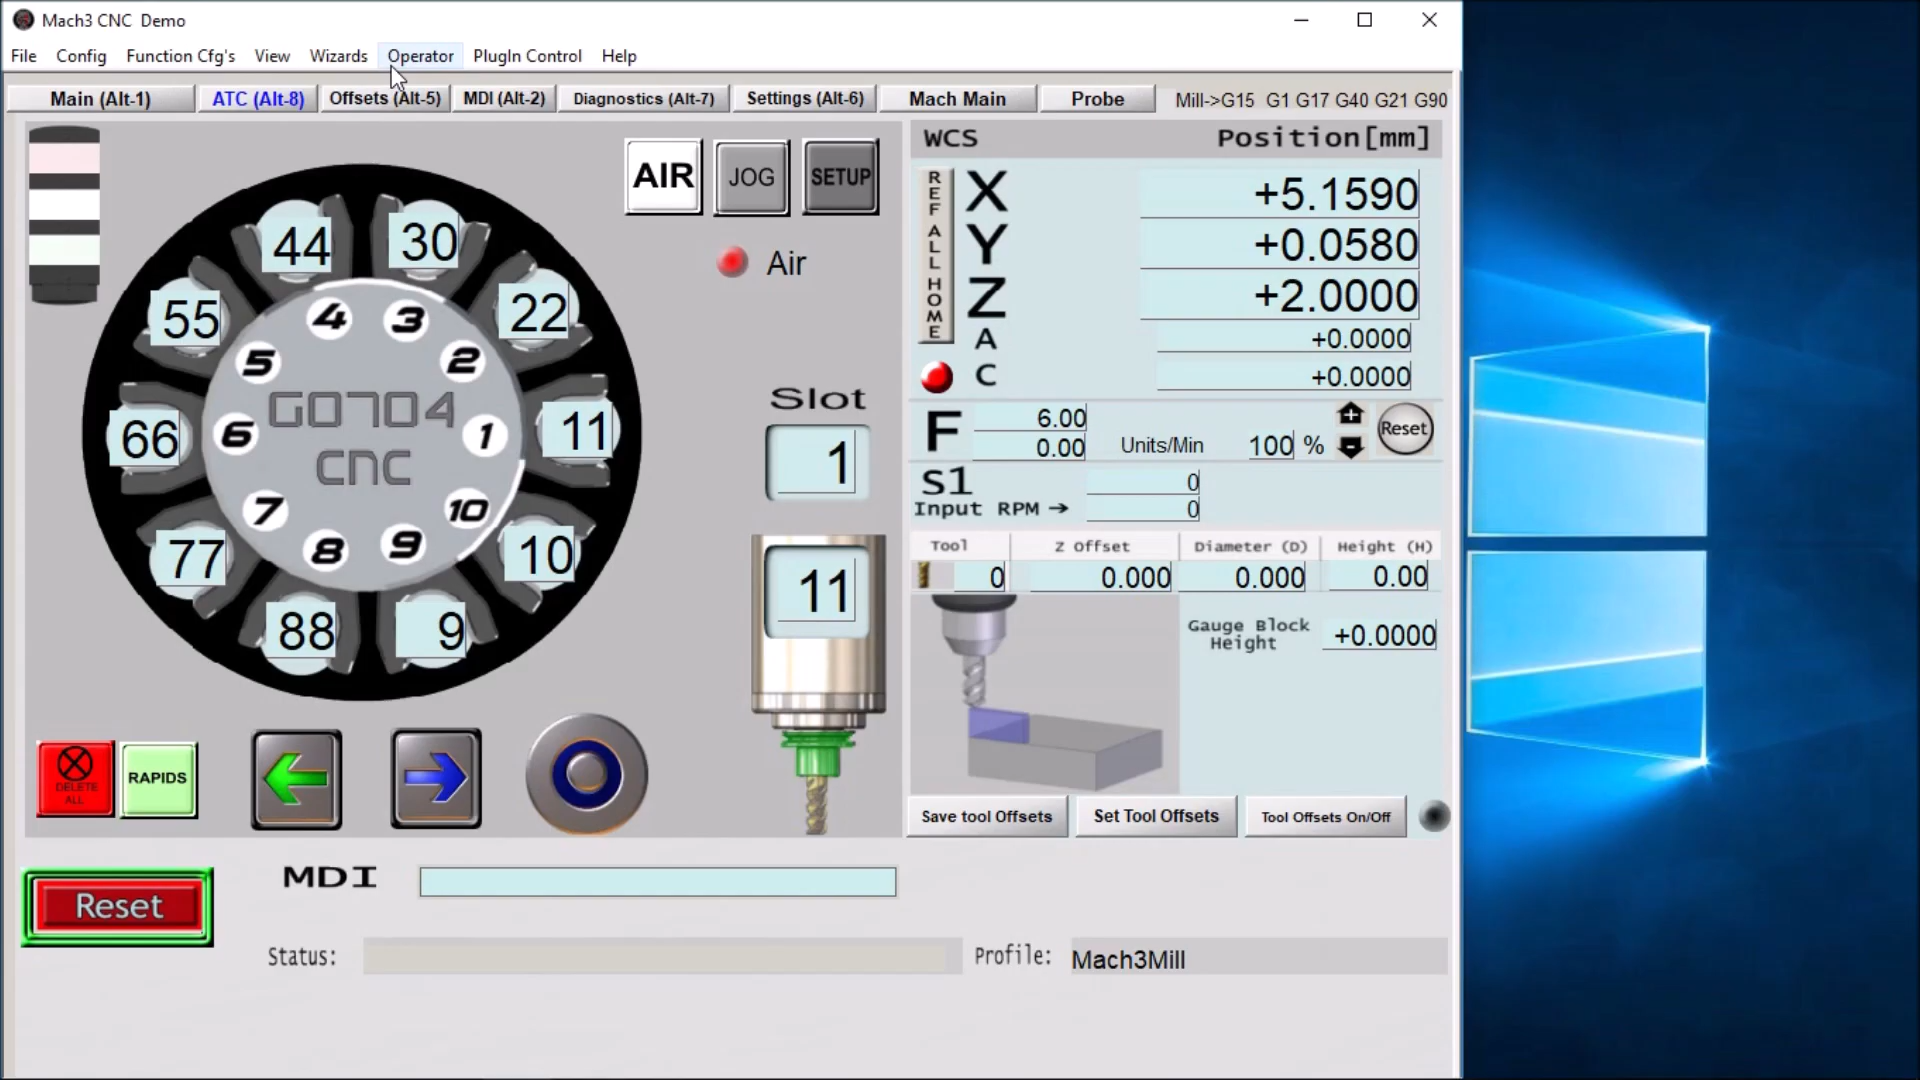 Mach3 CNC Demo
File Config Function Cfg's View Wizards Operator PlugIn Control Help
Main (Alt-1) ATC (Alt-8) Offsets (Alt-5) MDI (Alt-2) Diagnostics (Alt-7) Settings (Alt-6) Mach Main Probe Mill->G15 G1 G17 G40 G21 G90
AIR JOG SETUP
Air
44 30
55 22
66 11
77 10
88 9
4 3
5 2
6 1
7 10
8 9
G0704
CNC
Slot
1
11
DELETE
ALL
RAPIDS
WCS Position[mm]
REF ALL HOME
X +5.1590
Y +0.0580
Z +2.0000
A +0.0000
C +0.0000
F 6.00
0.00 Units/Min 100 % Reset
S1 0
Input RPM → 0
Tool Z Offset Diameter (D) Height (H)
0 0.000 0.000 0.00
Gauge Block
Height +0.0000
Save tool Offsets Set Tool Offsets Tool Offsets On/Off
Reset
MDI
Status: Profile: Mach3Mill